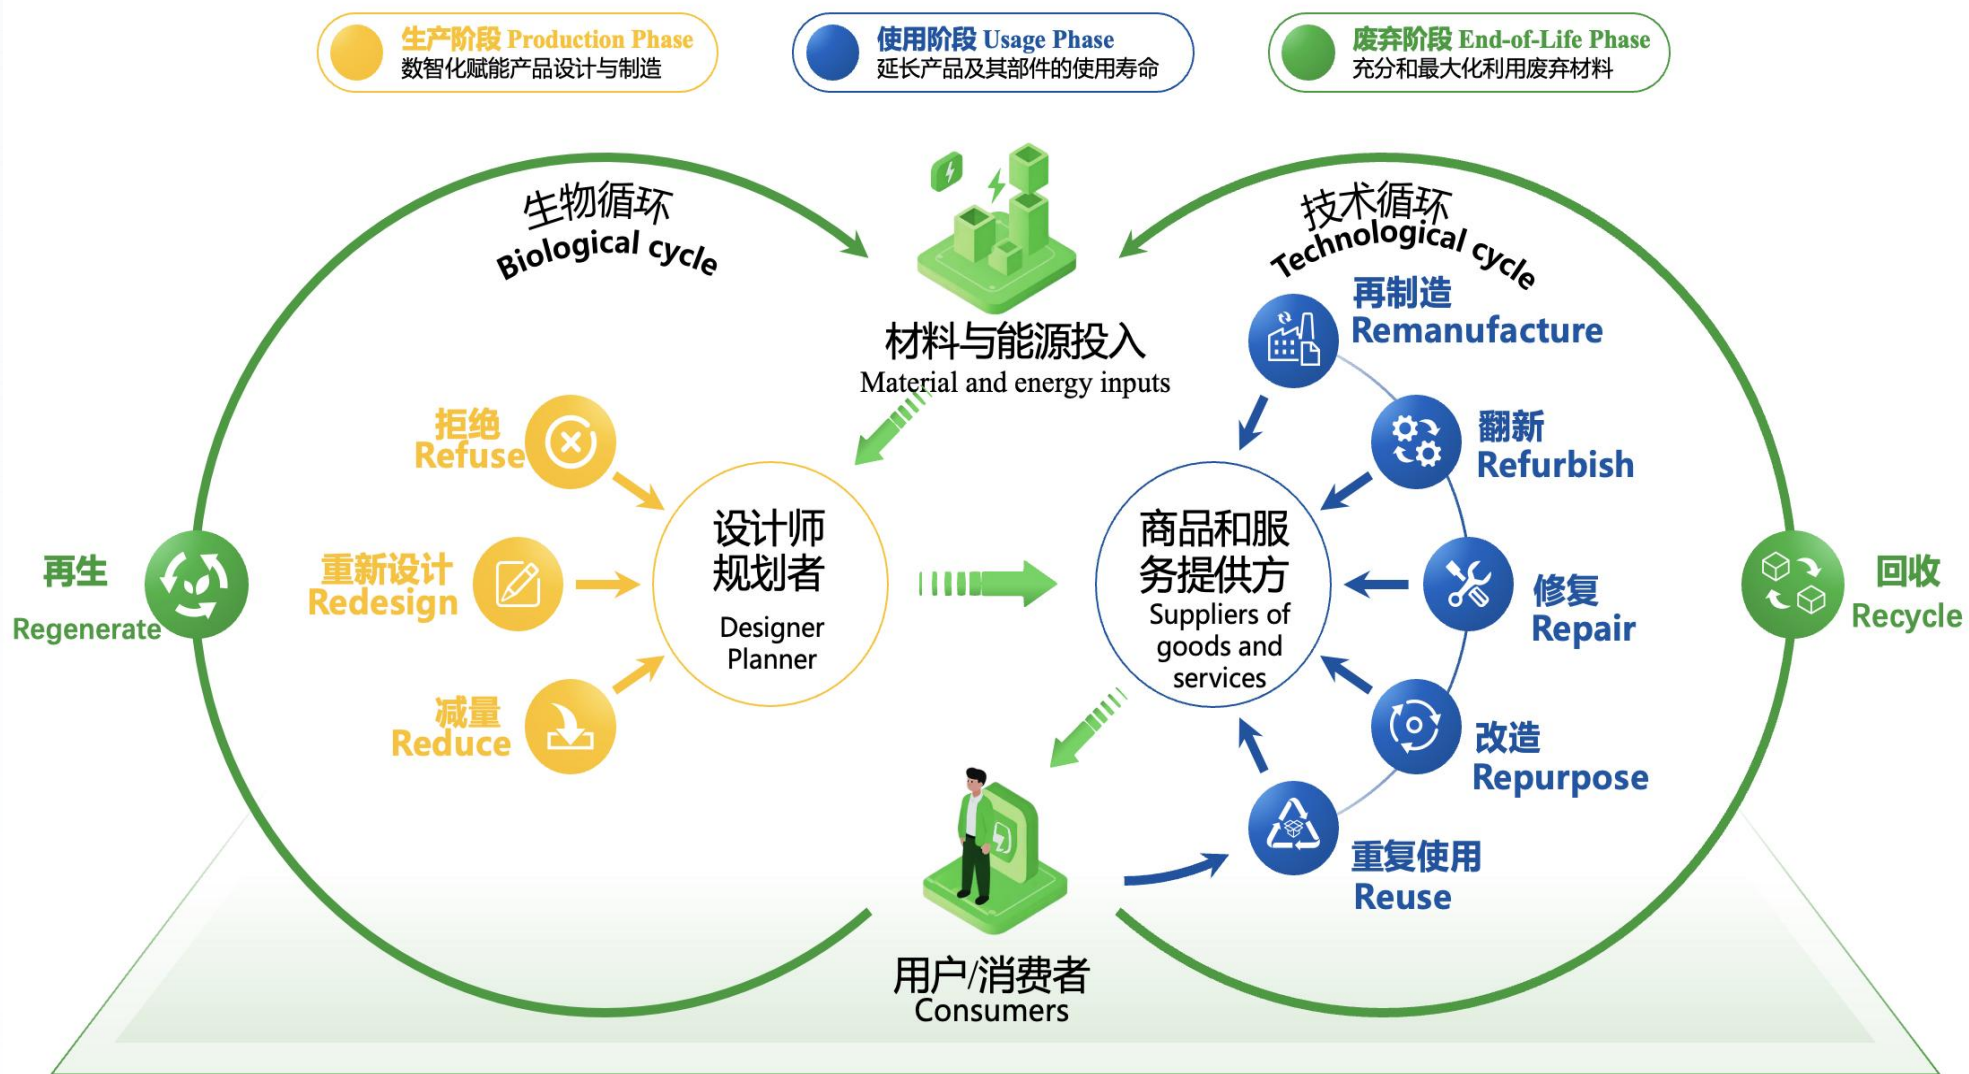 生产阶段 Production Phase
数智化赋能产品设计与制造
使用阶段 Usage Phase
延长产品及其部件的使用寿命
废弃阶段 End-of-Life Phase
充分和最大化利用废弃材料
生物循环
Biological cycle
技术循环
Technological cycle
材料与能源投入
Material and energy inputs
再制造
Remanufacture
翻新
Refurbish
修复
Repair
改造
Repurpose
重复使用
Reuse
拒绝
Refuse
重新设计
Redesign
减量
Reduce
设计师
规划者
Designer
Planner
商品和服
务提供方
Suppliers of
goods and
services
再生
Regenerate
回收
Recycle
用户/消费者
Consumers